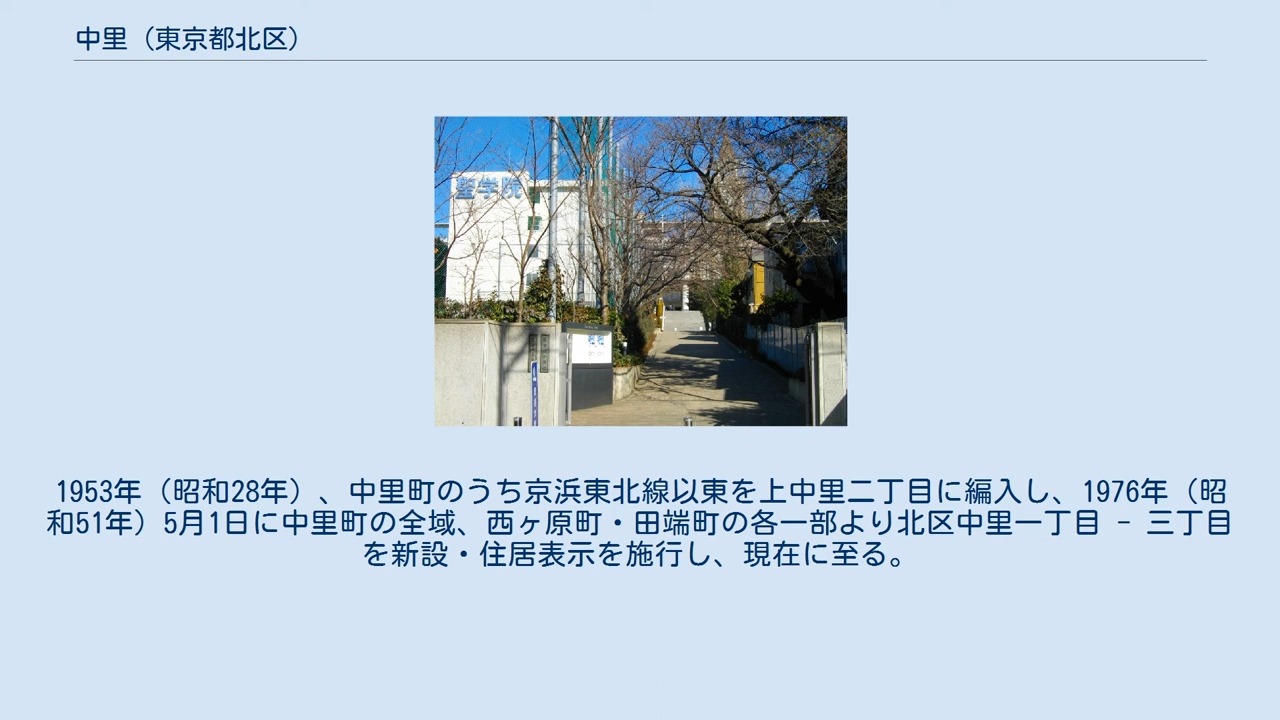 中里（東京都北区）
聖学院
1953年（昭和28年）、中里町のうち京浜東北線以東を上中里二丁目に編入し、1976年（昭
和51年）5月1日に中里町の全域、西ヶ原町・田端町の各一部より北区中里一丁目 - 三丁目
を新設・住居表示を施行し、現在に至る。